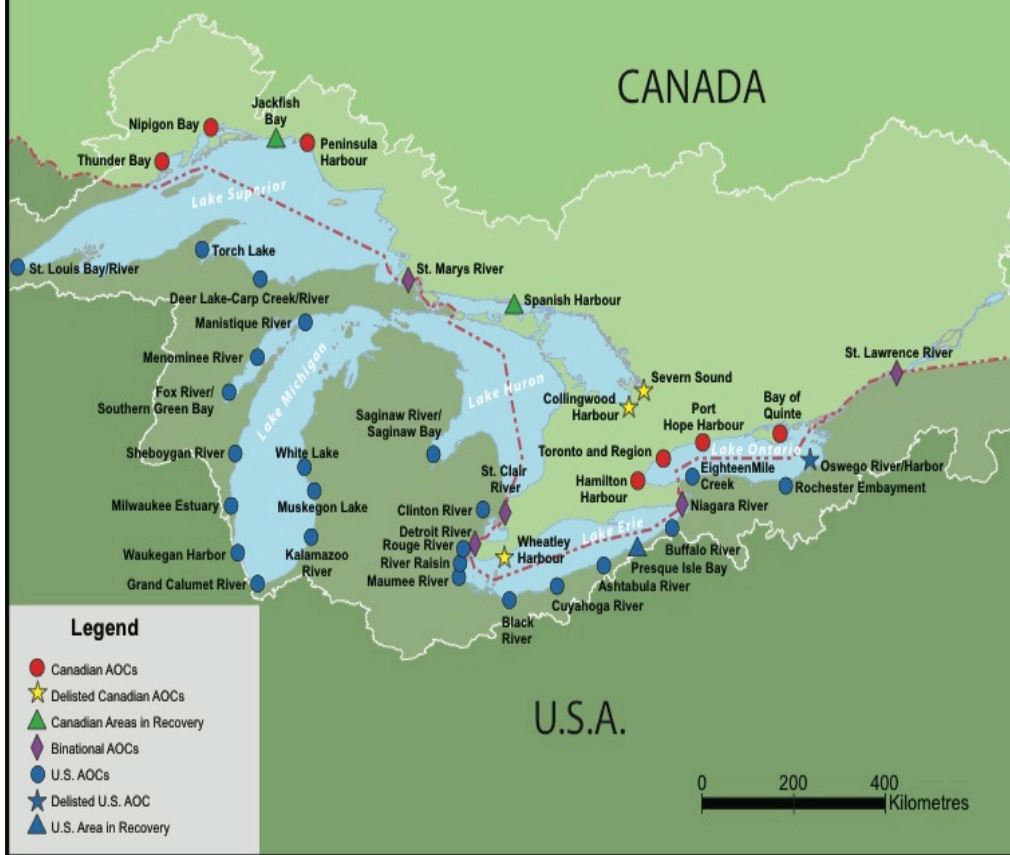 CANADA
Jackfish
Bay
Nipigon Bay
Peninsula
Harbour
Thunder Bay
Lake Superior
Torch Lake
St. Louis Bay/River
St. Marys River
Deer Lake-Carp Creek/River
Spanish Harbour
Manistique River
Menominee River
St. Lawrence River
Lake Michigan
Lake Huron
Severn Sound
Fox River/
Southern Green Bay
Collingwood
Harbour
Port
Hope Harbour
Bay of
Quinte
Saginaw River/
Saginaw Bay
Sheboygan River
White Lake
Toronto and Region
Lake Ontario
St. Clair
River
Hamilton
Harbour
EighteenMile
Creek
Oswego River/Harbor
Rochester Embayment
Milwaukee Estuary
Muskegon Lake
Clinton River
Niagara River
Detroit River
Rouge River
River Raisin
Maumee River
Wheatley
Harbour
Lake Erie
Buffalo River
Waukegan Harbor
Kalamazoo
River
Presque Isle Bay
Grand Calumet River
Ashtabula River
Cuyahoga River
Black
River
Legend
Canadian AOCs
Delisted Canadian AOCs
Canadian Areas in Recovery
Binational AOCs
U.S. AOCs
Delisted U.S. AOC
U.S. Area in Recovery
U.S.A.
0 200 400
Kilometres